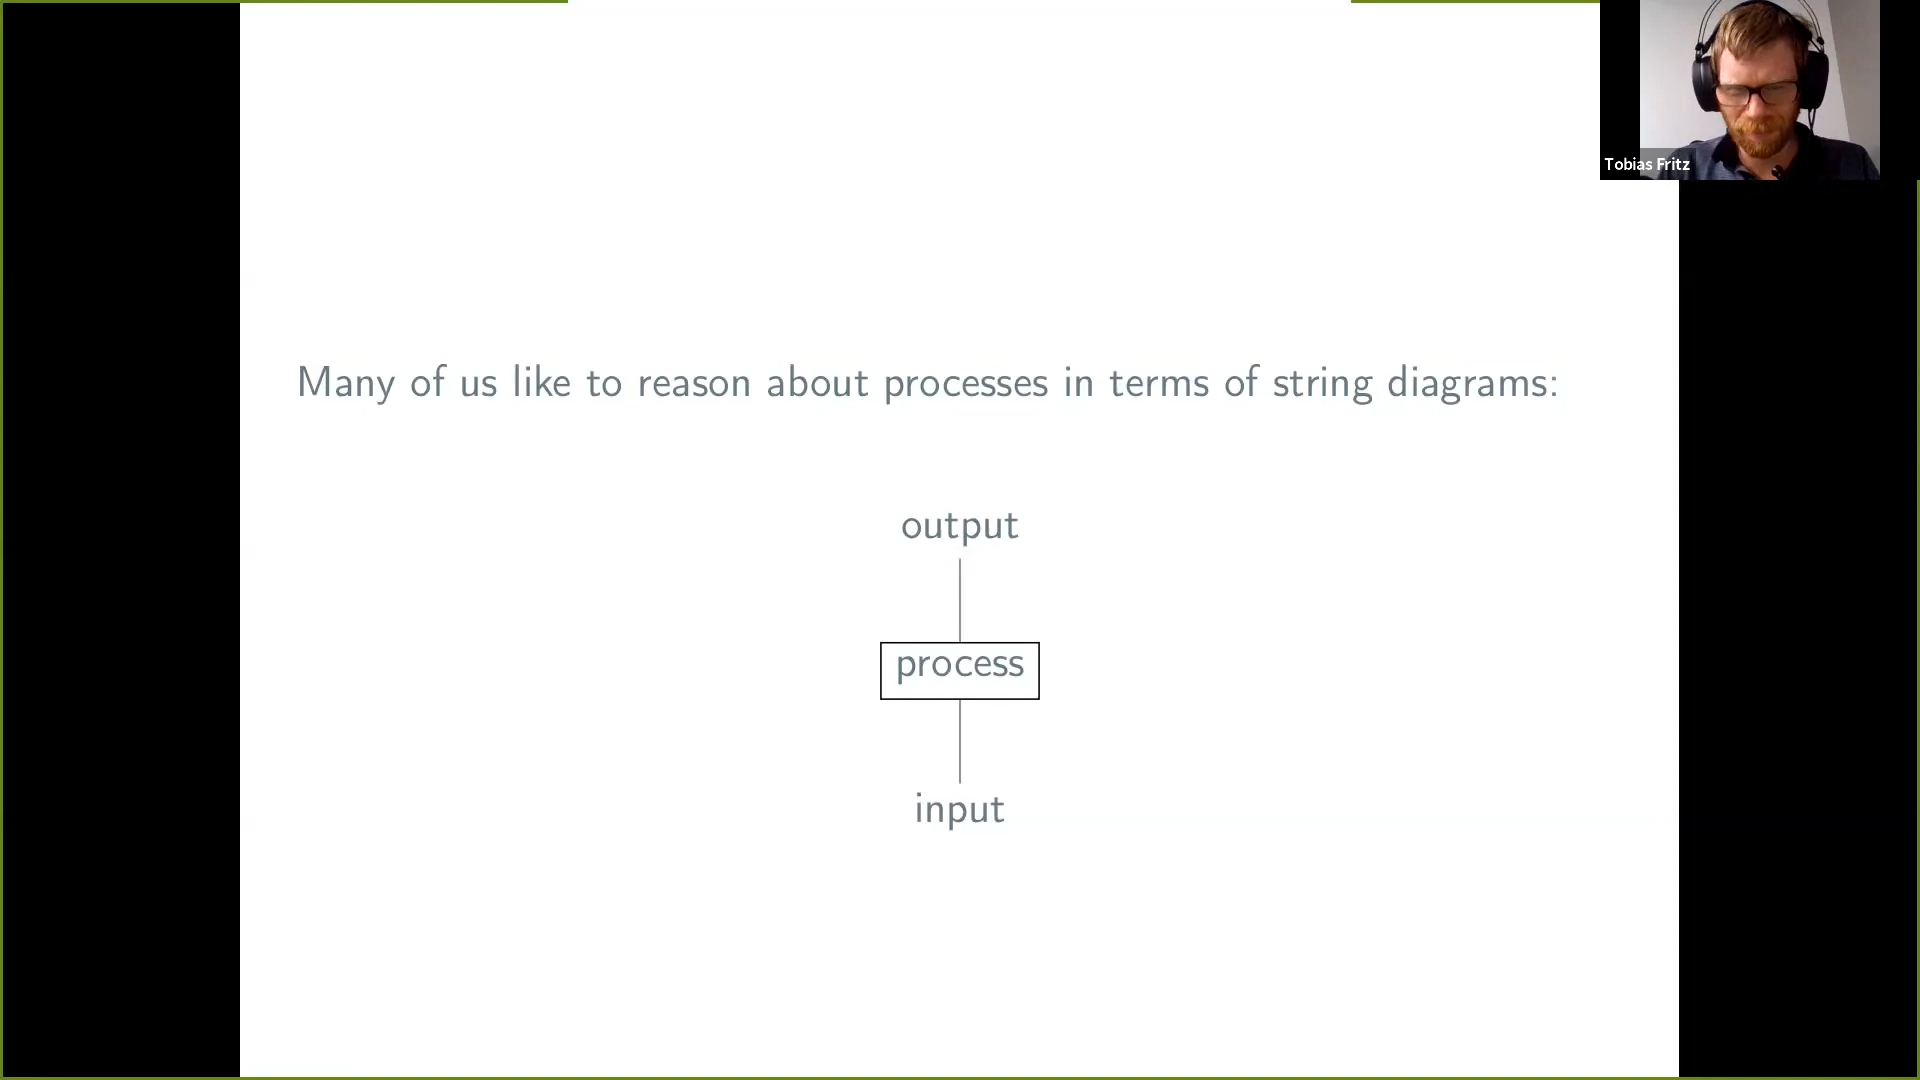 Tobias Fritz
Many of us like to reason about processes in terms of string diagrams:
output
process
input